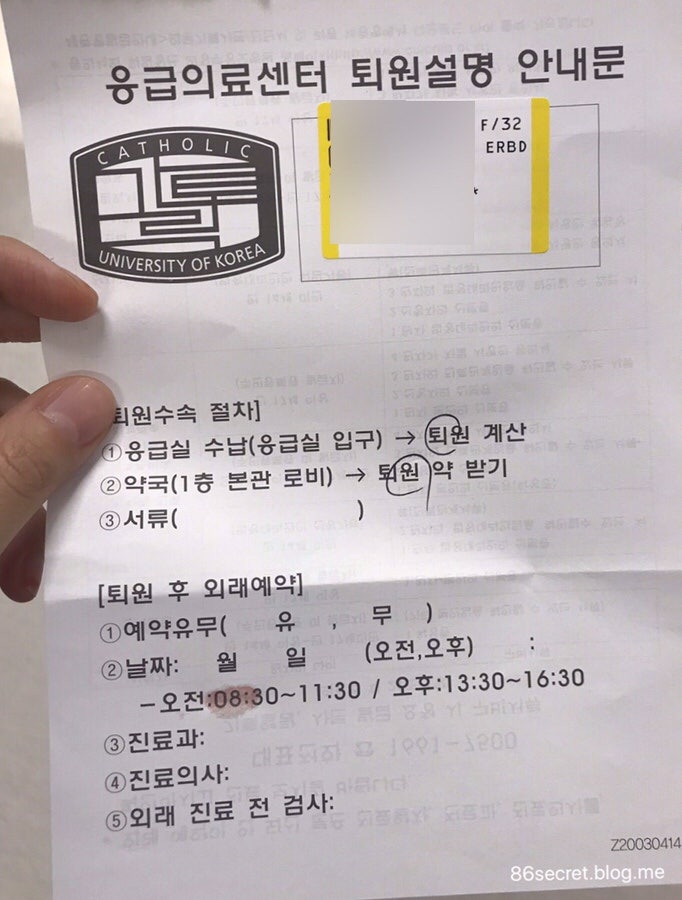 응급의료센터 퇴원설명 안내문
CATHOLIC
가톨릭
UNIVERSITY OF KOREA
F/32
ERBD
*
퇴원수속 절차]
①응급실 수납(응급실 입구) → 퇴원 계산
②약국(1층 본관 로비) → 퇴원 약 받기
③서류( )
[퇴원 후 외래예약]
①예약유무( 유 , 무 )
②날짜: 월 일 (오전,오후) :
–오전:08:30~11:30 / 오후:13:30~16:30
③진료과:
④진료의사:
⑤외래 진료 전 검사:
Z20030414
86secret.blog.me